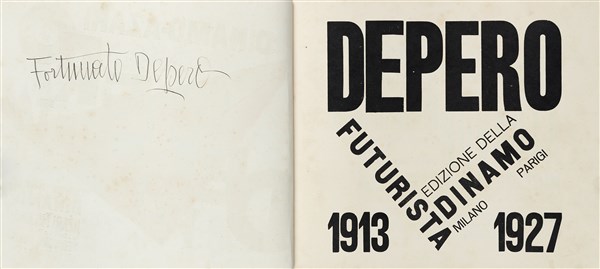 Fortunato Depero
DEPERO
FUTURISTA
EDIZIONE DELLA
DINAMO
MILANO PARIGI
1913 1927